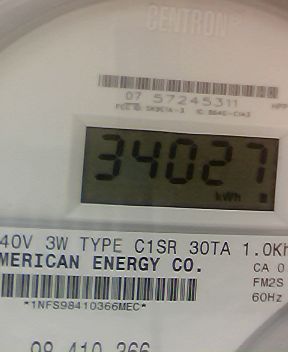 CENTRON®
07 57245311
34027
kWh
40V 3W TYPE C1SR 30TA 1.0Kh
MERICAN ENERGY CO.
CA 0
FM2S
60Hz
*1NFS98410366MEC*
98 410 366